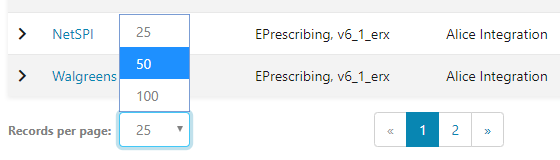 NetSPI 25 EPrescribing, v6_1_erx Alice Integration
50
Walgreens EPrescribing, v6_1_erx Alice Integration
100
Records per page: 25 « 1 2 »